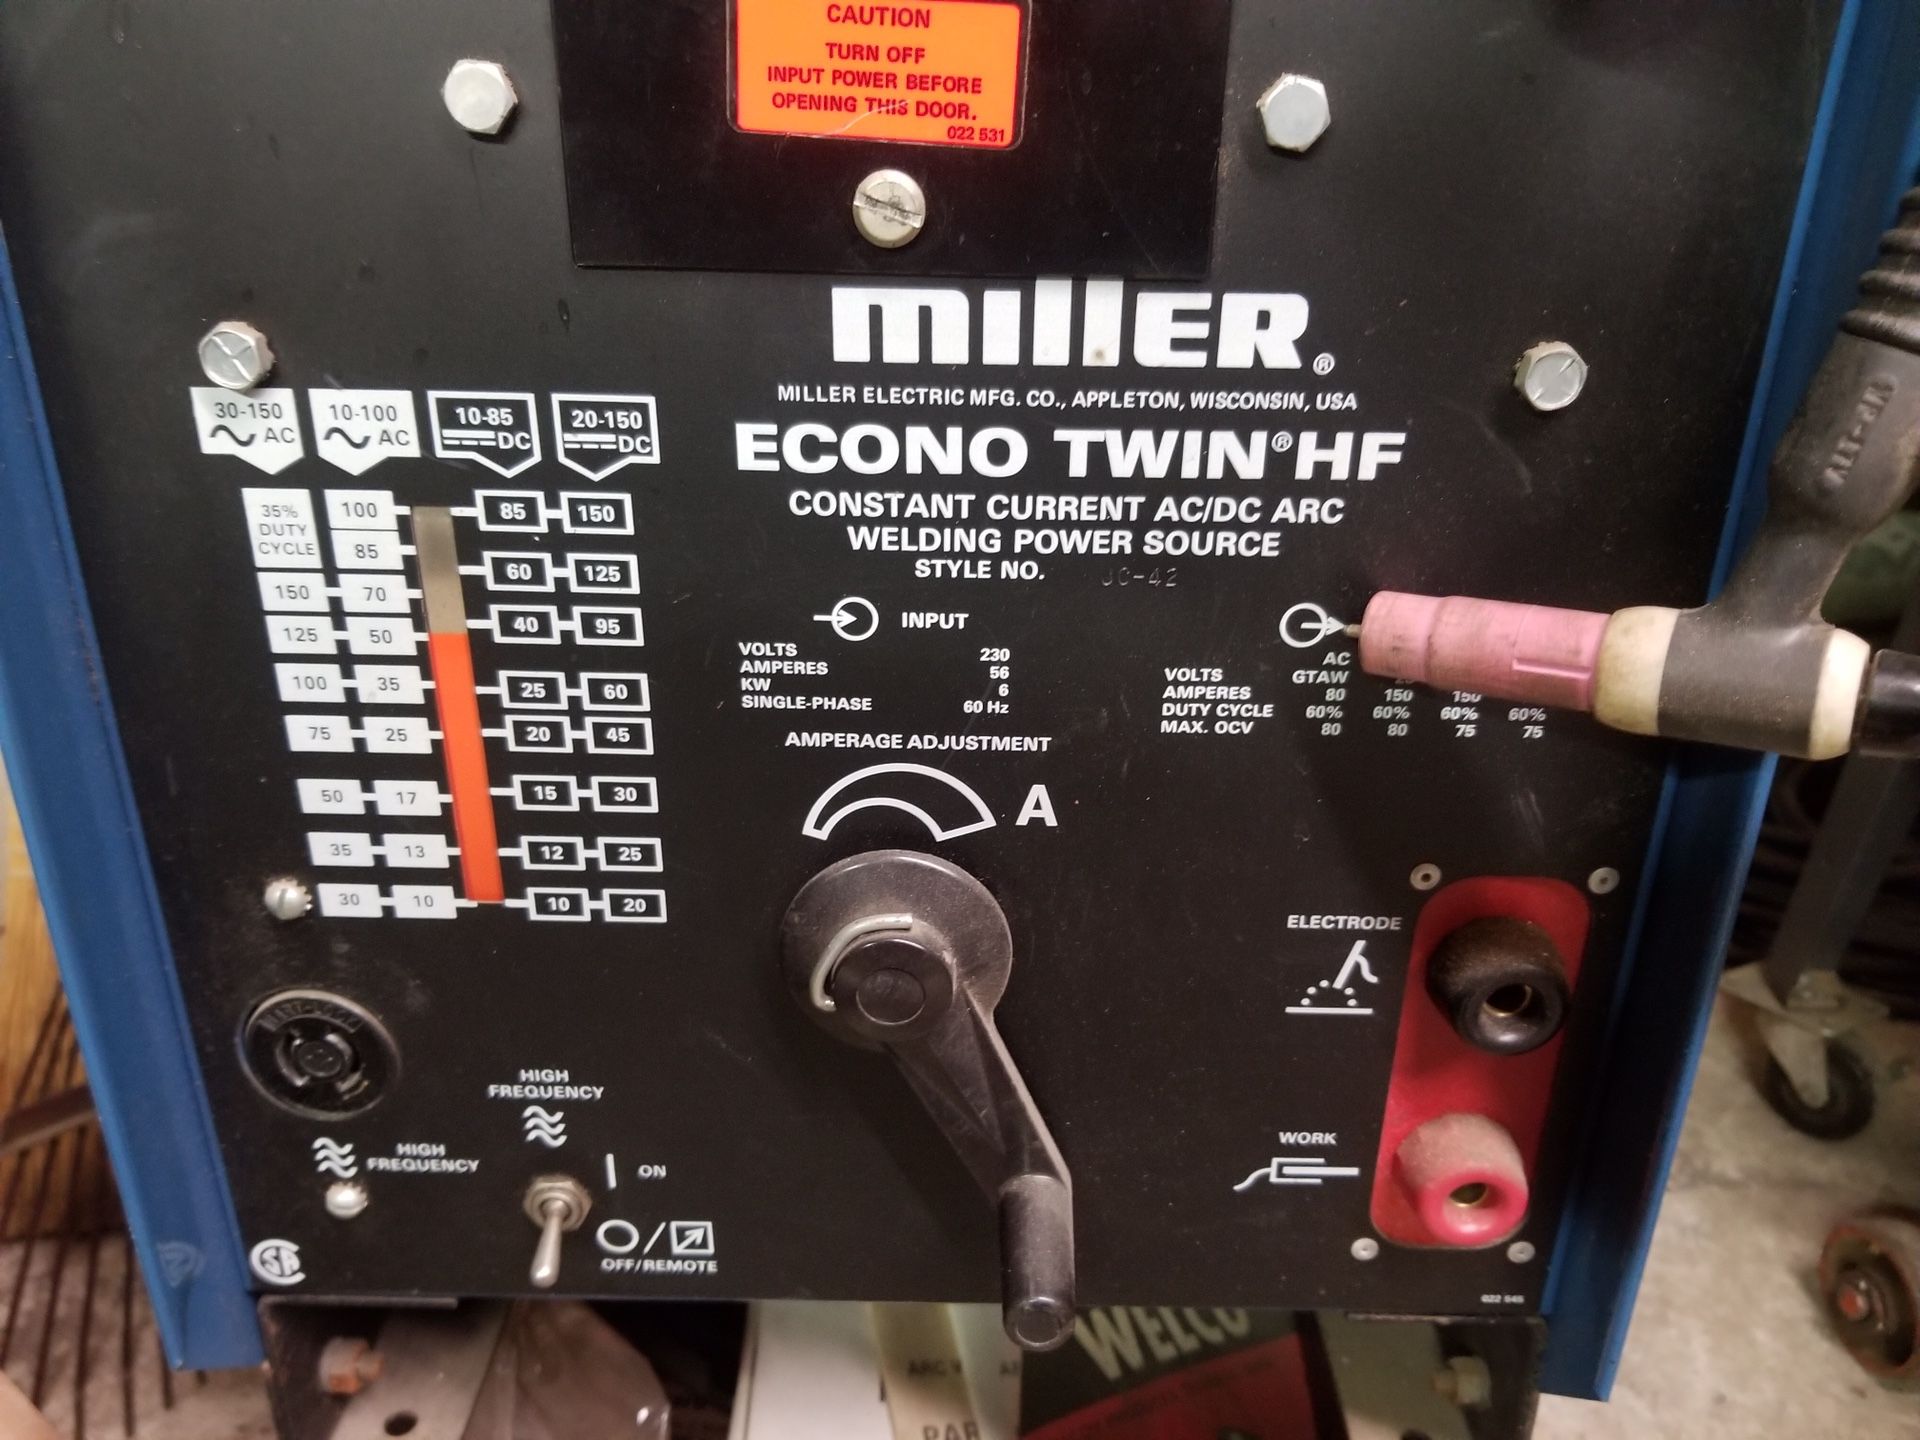 CAUTION
TURN OFF
INPUT POWER BEFORE
OPENING THIS DOOR.
022 531
miller®
MILLER ELECTRIC MFG. CO., APPLETON, WISCONSIN, USA
ECONO TWIN® HF
CONSTANT CURRENT AC/DC ARC
WELDING POWER SOURCE
STYLE NO. JC-42
30-150 AC 10-100 AC 10-85 DC 20-150 DC
35% DUTY CYCLE
100 85 150
85
60 125
150 70
40 95
125 50
100 35 25 60
75 25 20 45
50 17 15 30
35 13 12 25
30 10 10 20
INPUT
VOLTS 230
AMPERES 56
KW 6
SINGLE-PHASE 60 Hz
AC
VOLTS GTAW
AMPERES 80 150 150
DUTY CYCLE 60% 60% 60% 60%
MAX. OCV 80 80 75 75
AMPERAGE ADJUSTMENT
A
ELECTRODE
WORK
HIGH
FREQUENCY
HIGH
FREQUENCY
ON
OFF/REMOTE
022 545
WELCO